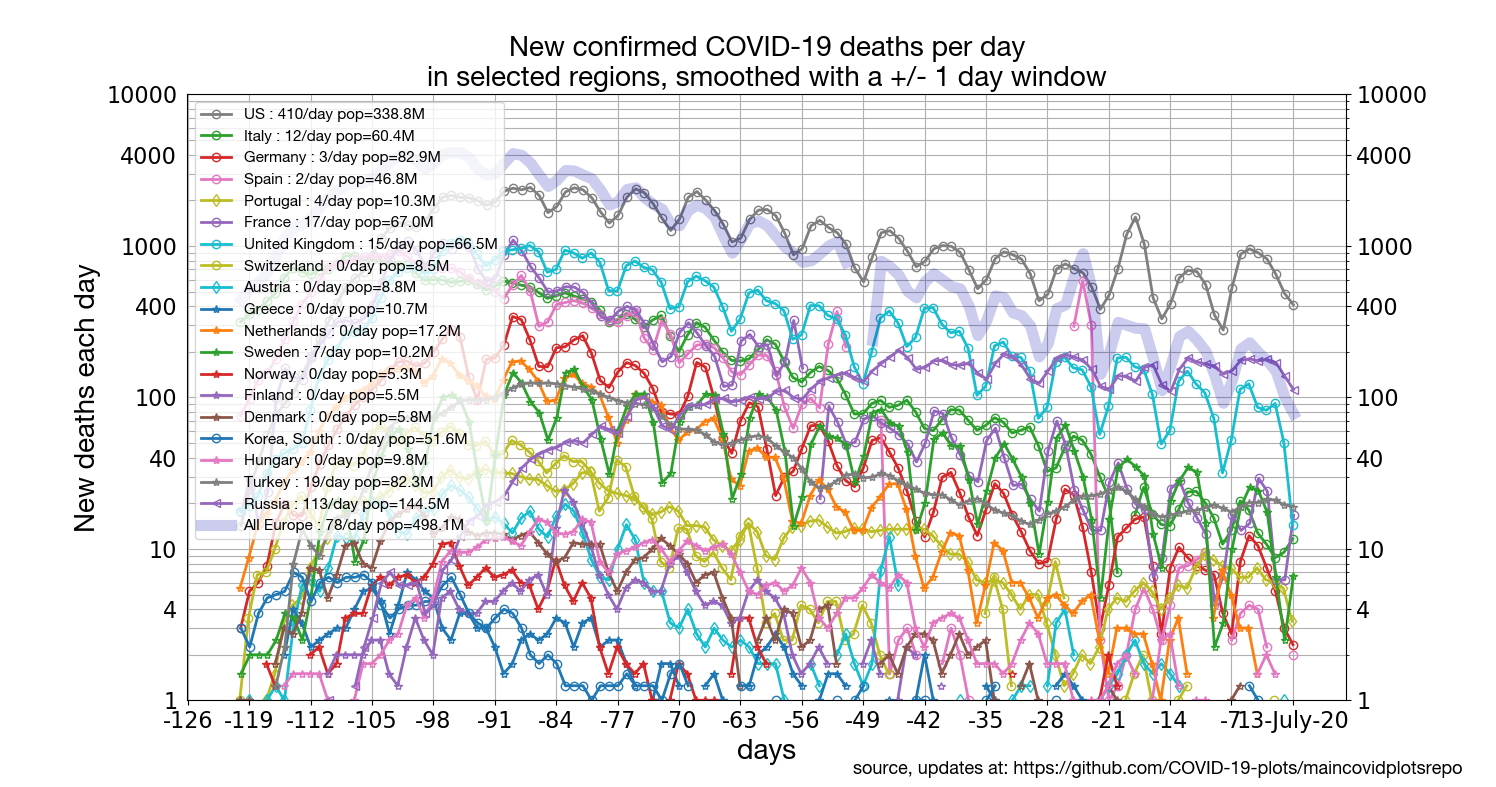 New confirmed COVID-19 deaths per day
in selected regions, smoothed with a +/- 1 day window
10000
4000
1000
400
100
40
10
4
1
New deaths each day
US : 410/day pop=338.8M
Italy : 12/day pop=60.4M
Germany : 3/day pop=82.9M
Spain : 2/day pop=46.8M
Portugal : 4/day pop=10.3M
France : 17/day pop=67.0M
United Kingdom : 15/day pop=66.5M
Switzerland : 0/day pop=8.5M
Austria : 0/day pop=8.8M
Greece : 0/day pop=10.7M
Netherlands : 0/day pop=17.2M
Sweden : 7/day pop=10.2M
Norway : 0/day pop=5.3M
Finland : 0/day pop=5.5M
Denmark : 0/day pop=5.8M
Korea, South : 0/day pop=51.6M
Hungary : 0/day pop=9.8M
Turkey : 19/day pop=82.3M
Russia : 113/day pop=144.5M
All Europe : 78/day pop=498.1M
10000
4000
1000
400
100
40
10
4
1
-126 -119 -112 -105 -98 -91 -84 -77 -70 -63 -56 -49 -42 -35 -28 -21 -14 -7 13-July-20
days
source, updates at: https://github.com/COVID-19-plots/maincovidplotsrepo